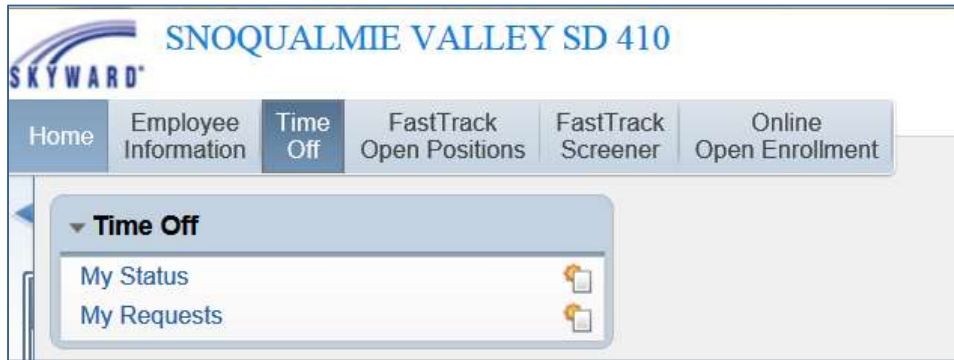 SNOQUALMIE VALLEY SD 410
SKYWARD
Home
Employee
Information
Time
Off
FastTrack
Open Positions
FastTrack
Screener
Online
Open Enrollment
Time Off
My Status
My Requests